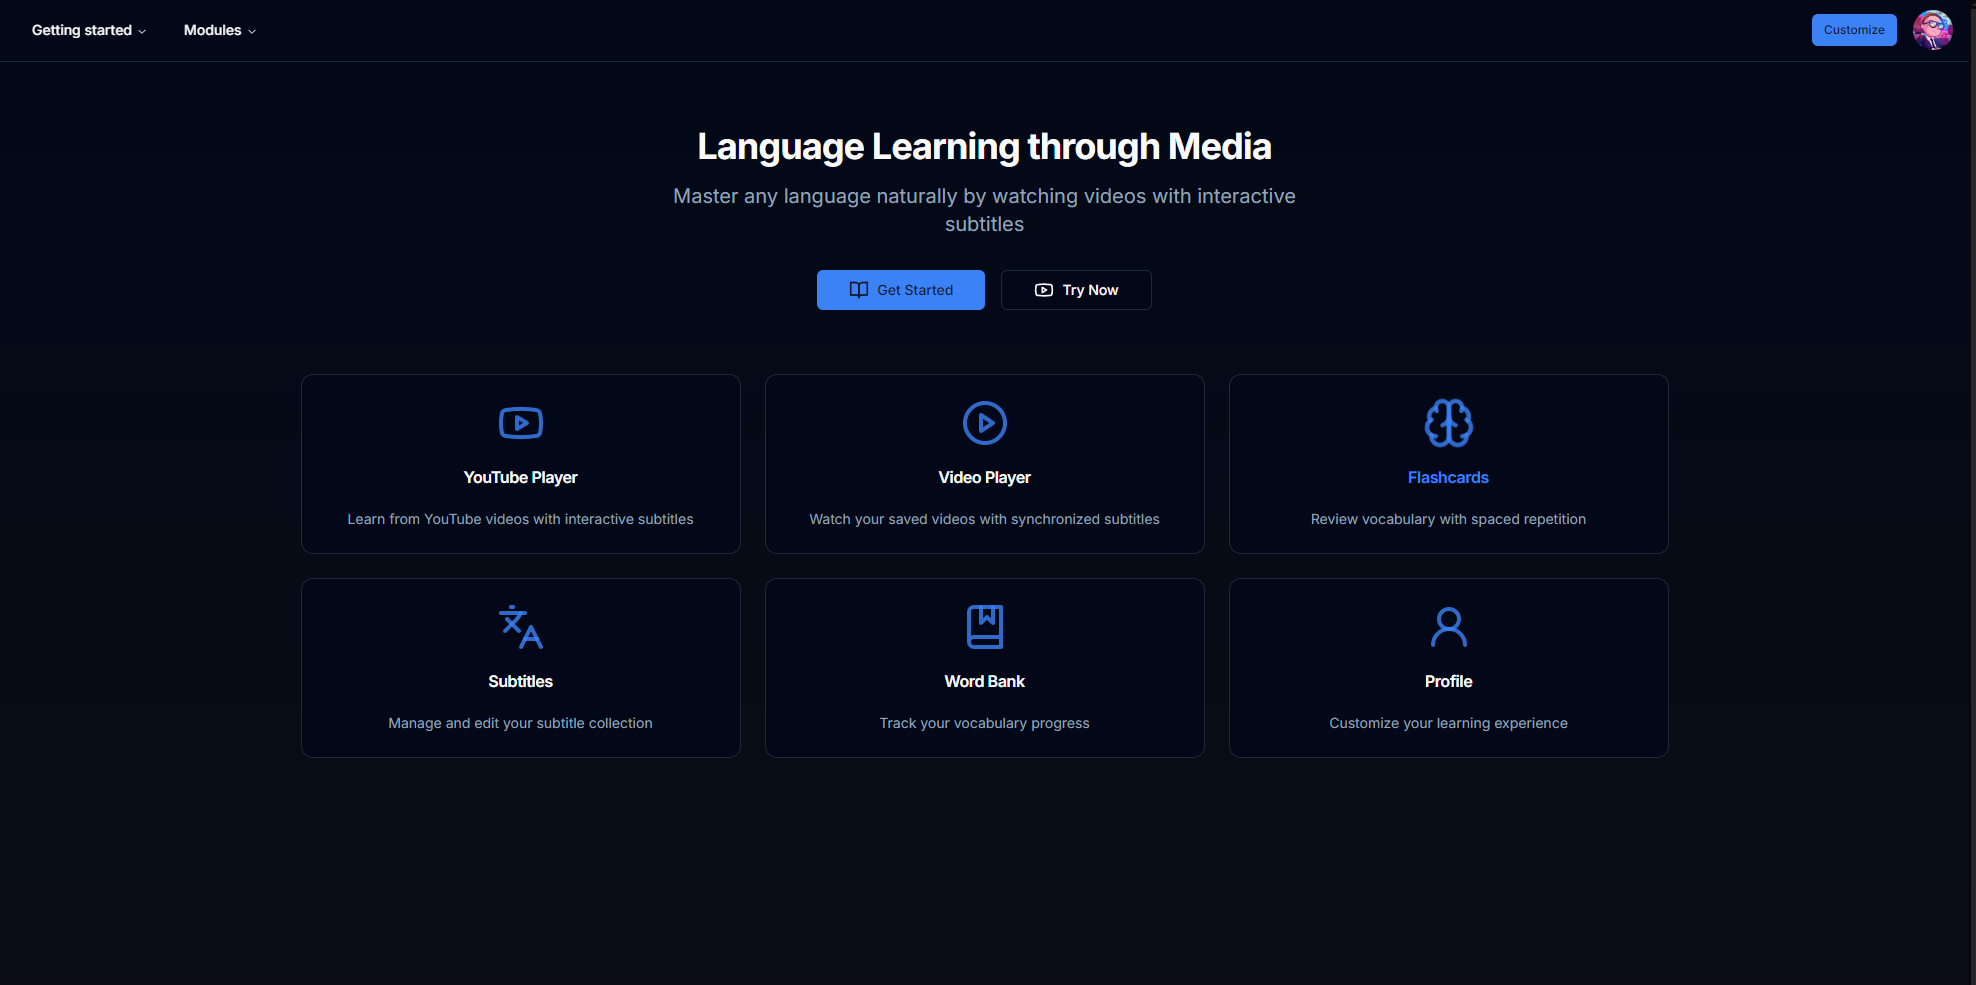 Getting started
Modules
Customize
Language Learning through Media
Master any language naturally by watching videos with interactive
subtitles
Get Started
Try Now
YouTube Player
Learn from YouTube videos with interactive subtitles
Video Player
Watch your saved videos with synchronized subtitles
Flashcards
Review vocabulary with spaced repetition
Subtitles
Manage and edit your subtitle collection
Word Bank
Track your vocabulary progress
Profile
Customize your learning experience